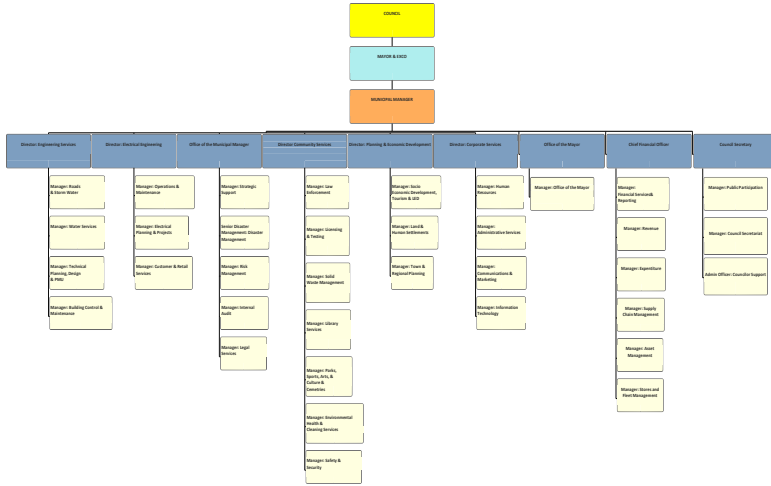 COUNCIL
MAYOR & EXCO
MUNICIPAL MANAGER
Director: Engineering Services
Director: Electrical Engineering
Office of the Municipal Manager
Director Community Services
Director: Planning & Economic Development
Director: Corporate Services
Office of the Mayor
Chief Financial Officer
Council Secretary
Manager: Roads
& Storm Water
Manager: Water Services
Manager: Technical
Planning, Design
& PMU
Manager: Building Control &
Maintenance
Manager: Operations &
Maintenance
Manager: Electrical
Planning & Projects
Manager: Customer & Retail
Services
Manager: Strategic
Support
Senior Disaster
Management: Disaster
Management
Manager: Risk
Management
Manager: Internal
Audit
Manager: Legal
Services
Manager: Law
Enforcement
Manager: Licensing
& Testing
Manager: Solid
Waste Management
Manager: Library
Services
Manager: Parks,
Sports, Arts, &
Culture &
Cemetries
Manager: Environmental
Health &
Cleaning Services
Manager: Safety &
Security
Manager: Socio
Economic Development,
Tourism & LED
Manager: Land &
Human Settlements
Manager: Town &
Regional Planning
Manager: Human
Resources
Manager:
Administrative Services
Manager:
Communications &
Marketing
Manager: Information
Technology
Manager: Office of the Mayor
Manager:
Financial Services &
Reporting
Manager: Revenue
Manager: Expenditure
Manager: Supply
Chain Management
Manager: Asset
Management
Manager: Stores and
Fleet Management
Manager: Public Participation
Manager: Council Secretariat
Admin Officer: Councilor Support